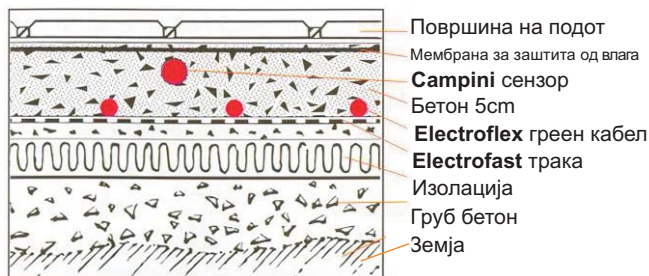 Површина на подот
Мембрана за заштита од влага
Campini сензор
Бетон 5cm
Electroflex греен кабел
Electrofast трака
Изолација
Груб бетон
Земја